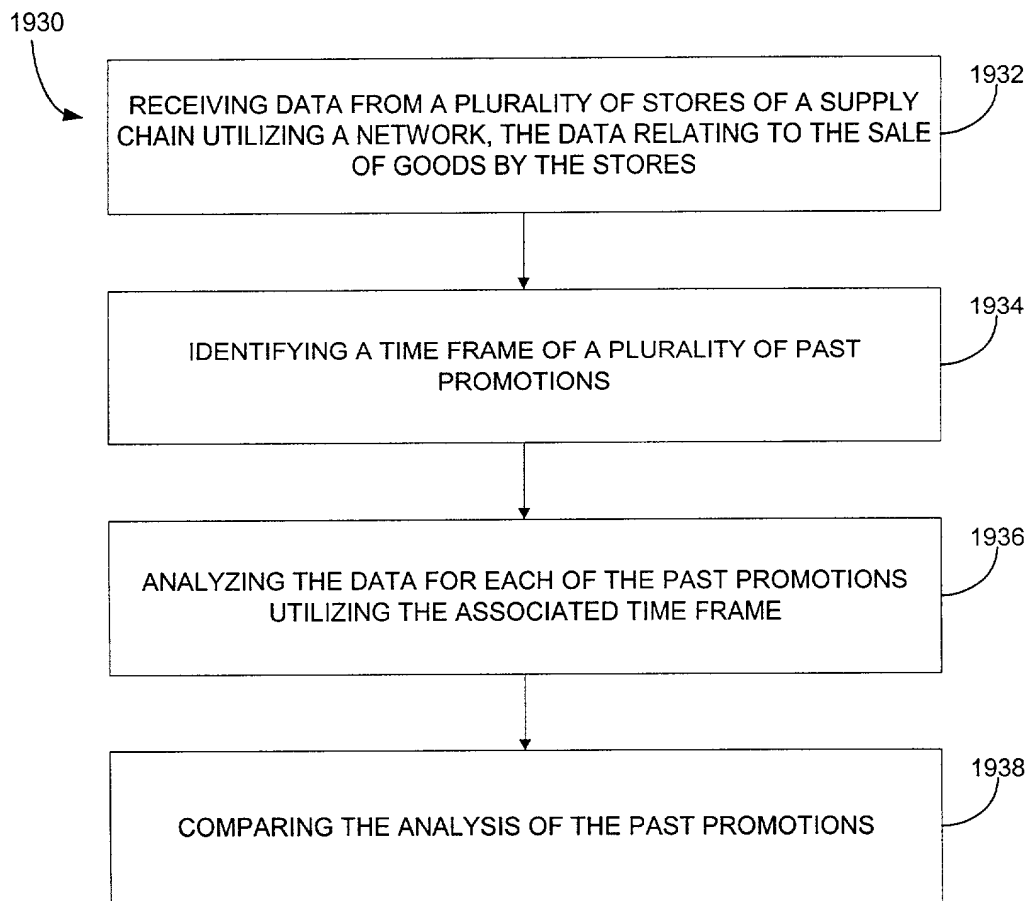 1930
1932
RECEIVING DATA FROM A PLURALITY OF STORES OF A SUPPLY
CHAIN UTILIZING A NETWORK, THE DATA RELATING TO THE SALE
OF GOODS BY THE STORES
1934
IDENTIFYING A TIME FRAME OF A PLURALITY OF PAST
PROMOTIONS
1936
ANALYZING THE DATA FOR EACH OF THE PAST PROMOTIONS
UTILIZING THE ASSOCIATED TIME FRAME
1938
COMPARING THE ANALYSIS OF THE PAST PROMOTIONS